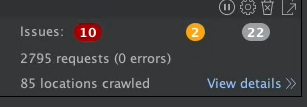 Issues: 10 2 22
2795 requests (0 errors)
85 locations crawled View details >>